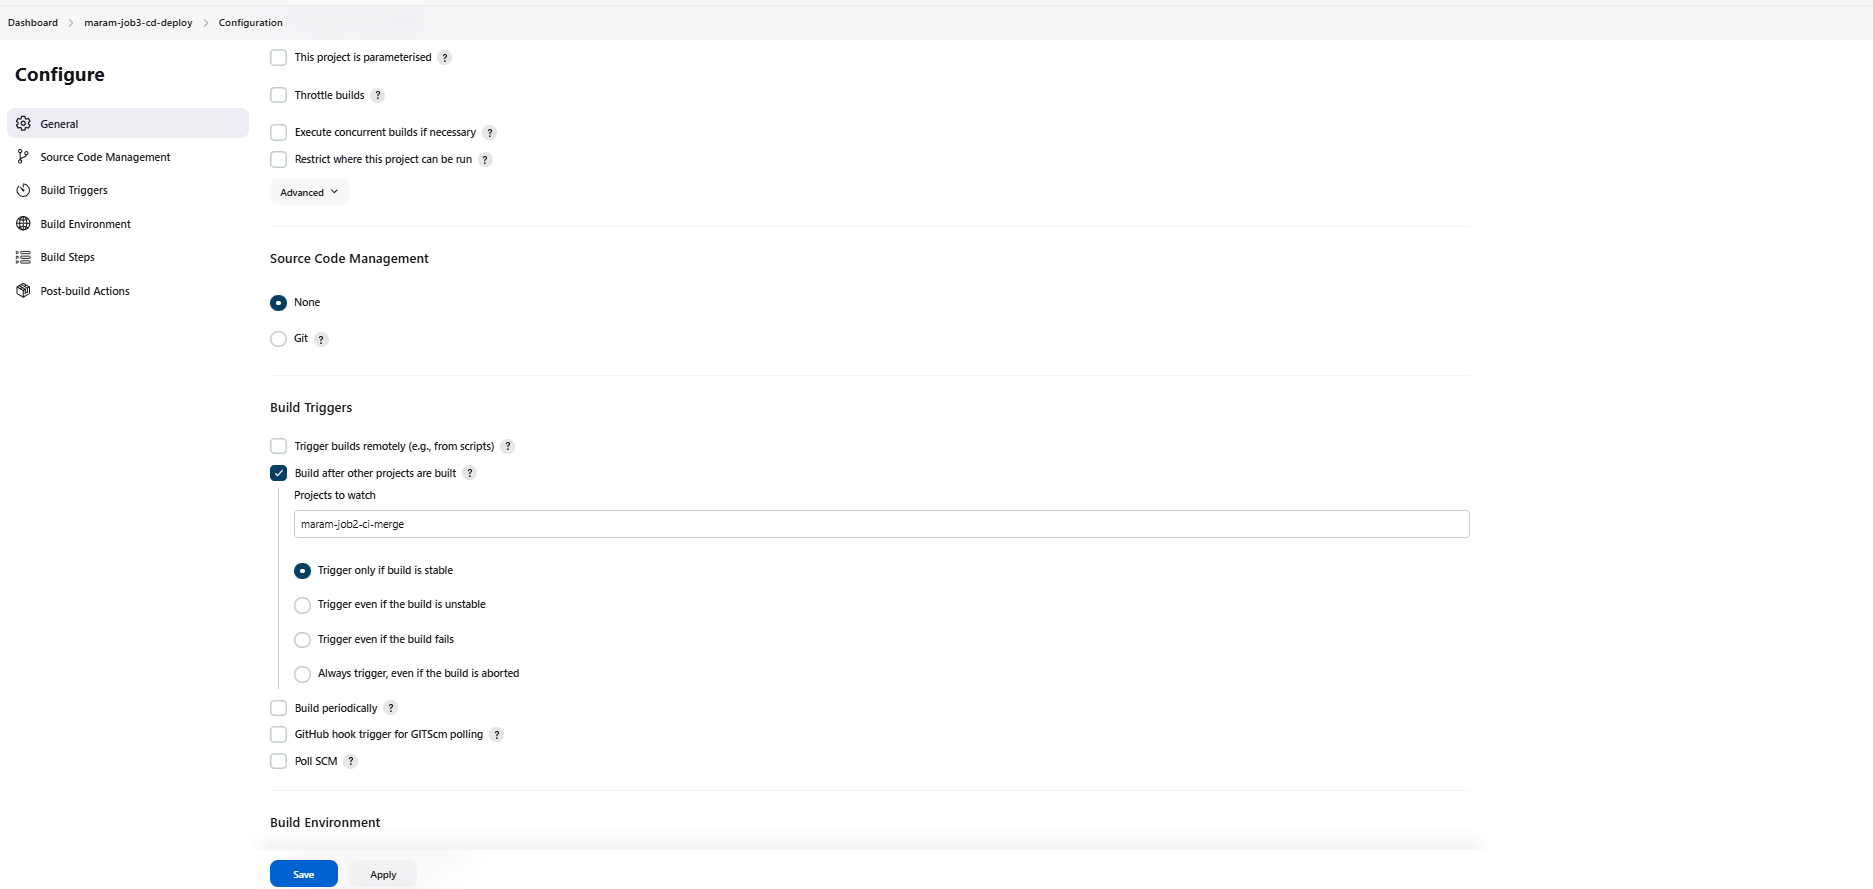 Dashboard > maram-job3-cd-deploy > Configuration
Configure
General
Source Code Management
Build Triggers
Build Environment
Build Steps
Post-build Actions
This project is parameterised ?
Throttle builds ?
Execute concurrent builds if necessary ?
Restrict where this project can be run ?
Advanced
Source Code Management
None
Git ?
Build Triggers
Trigger builds remotely (e.g., from scripts) ?
Build after other projects are built ?
Projects to watch
maram-job2-ci-merge
Trigger only if build is stable
Trigger even if the build is unstable
Trigger even if the build fails
Always trigger, even if the build is aborted
Build periodically ?
GitHub hook trigger for GITScm polling ?
Poll SCM ?
Build Environment
Save Apply